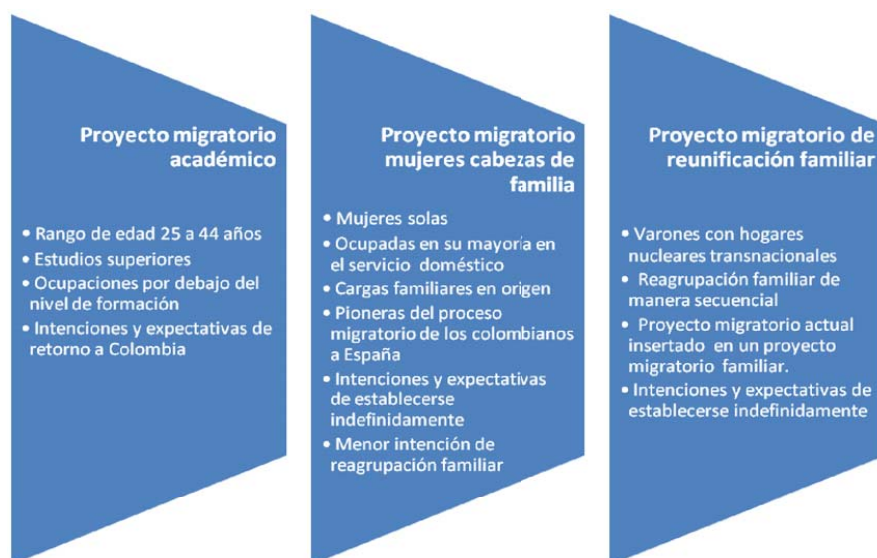 Proyecto migratorio
académico
• Rango de edad 25 a 44 años
• Estudios superiores
• Ocupaciones por debajo del
nivel de formación
• Intenciones y expectativas de
retorno a Colombia
Proyecto migratorio
mujeres cabezas de
familia
• Mujeres solas
• Ocupadas en su mayoría en
el servicio doméstico
• Cargas familiares en origen
• Pioneras del proceso
migratorio de los colombianos
a España
• Intenciones y expectativas
de establecerse
indefinidamente
• Menor intención de
reagrupación familiar
Proyecto migratorio de
reunificación familiar
• Varones con hogares
nucleares transnacionales
• Reagrupación familiar de
manera secuencial
• Proyecto migratorio actual
insertado en un proyecto
migratorio familiar.
• Intenciones y expectativas de
establecerse indefinidamente